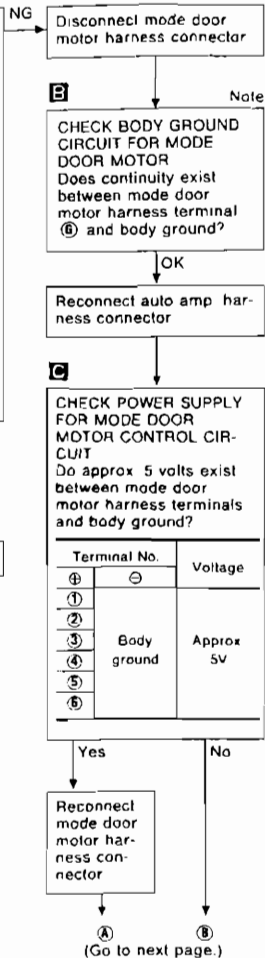 NG
Disconnect mode door
motor harness connector
B
Note
CHECK BODY GROUND
CIRCUIT FOR MODE
DOOR MOTOR
Does continuity exist
between mode door
motor harness terminal
⑥ and body ground?
OK
Reconnect auto amp har-
ness connector
C
CHECK POWER SUPPLY
FOR MODE DOOR
MOTOR CONTROL CIR-
CUIT
Do approx 5 volts exist
between mode door
motor harness terminals
and body ground?
Terminal No.
Voltage
⊕ ⊖
①
②
③ Body Approx
④ ground 5V
⑤
⑥
Yes No
Reconnect
mode door
motor har-
ness con-
nector
Ⓐ Ⓑ
(Go to next page.)